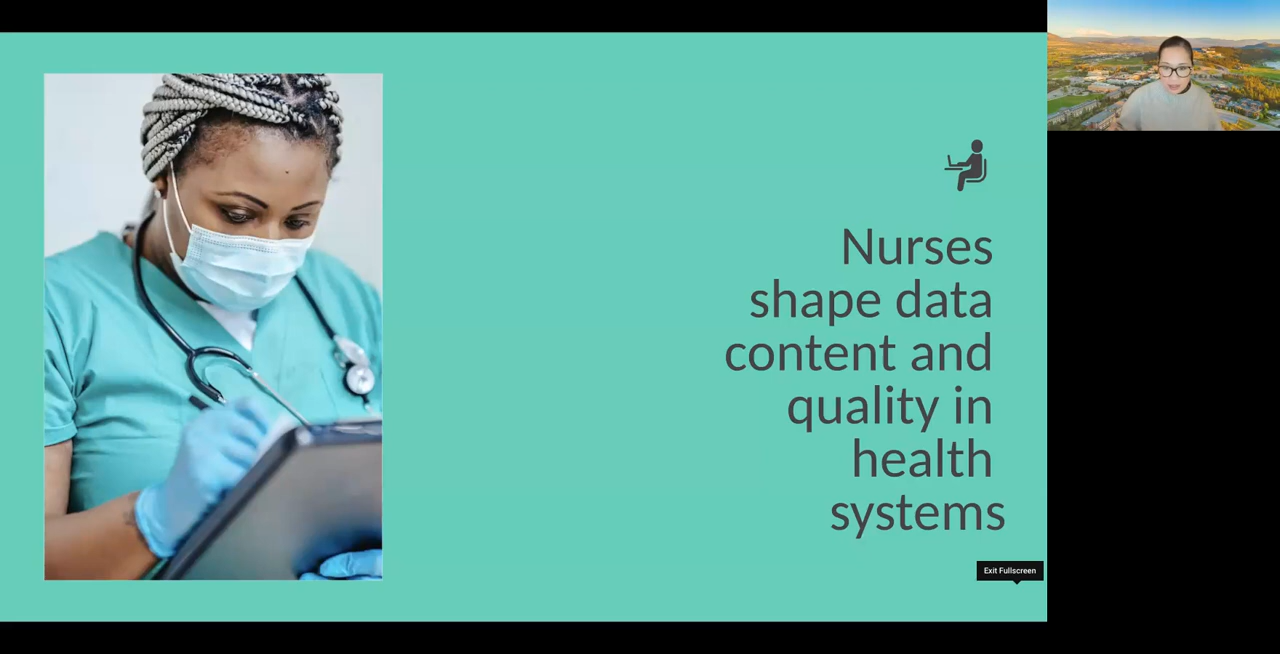 Nurses
shape data
content and
quality in
health
systems
Exit Fullscreen